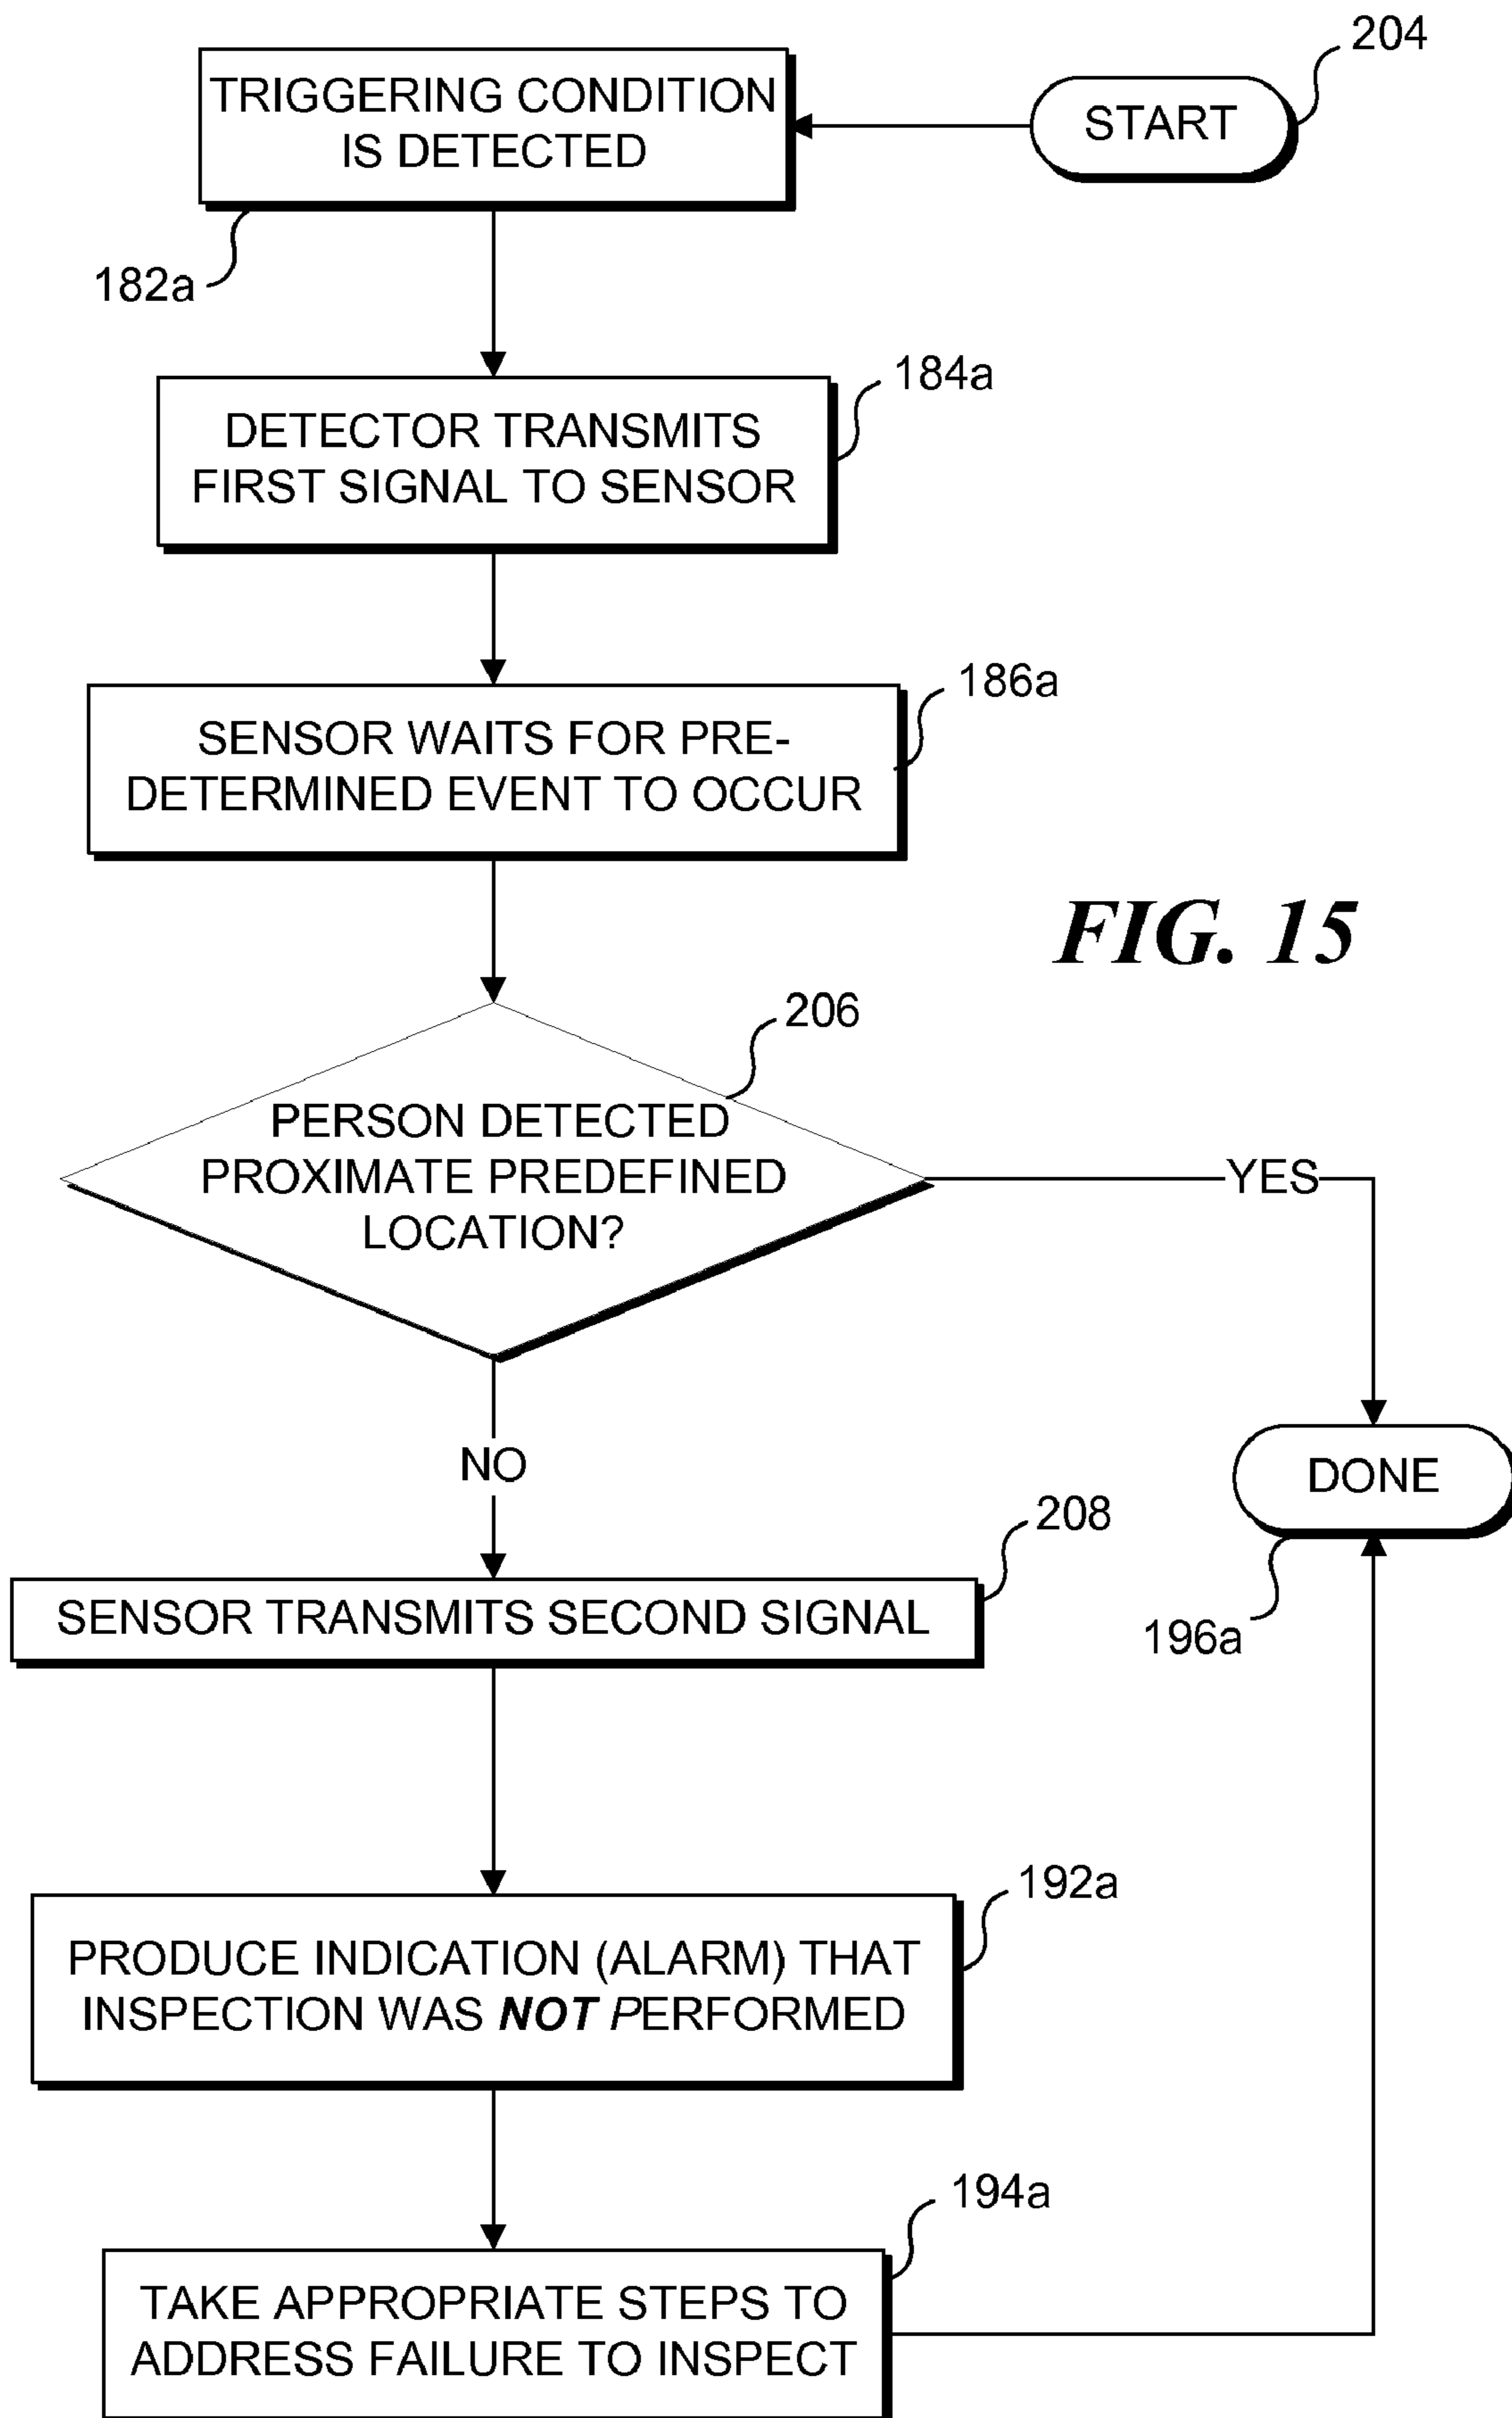 204
START
TRIGGERING CONDITION
IS DETECTED
182a
184a
DETECTOR TRANSMITS
FIRST SIGNAL TO SENSOR
186a
SENSOR WAITS FOR PRE-
DETERMINED EVENT TO OCCUR
FIG. 15
206
PERSON DETECTED
PROXIMATE PREDEFINED
LOCATION?
YES
NO
DONE
196a
208
SENSOR TRANSMITS SECOND SIGNAL
192a
PRODUCE INDICATION (ALARM) THAT
INSPECTION WAS NOT PERFORMED
194a
TAKE APPROPRIATE STEPS TO
ADDRESS FAILURE TO INSPECT